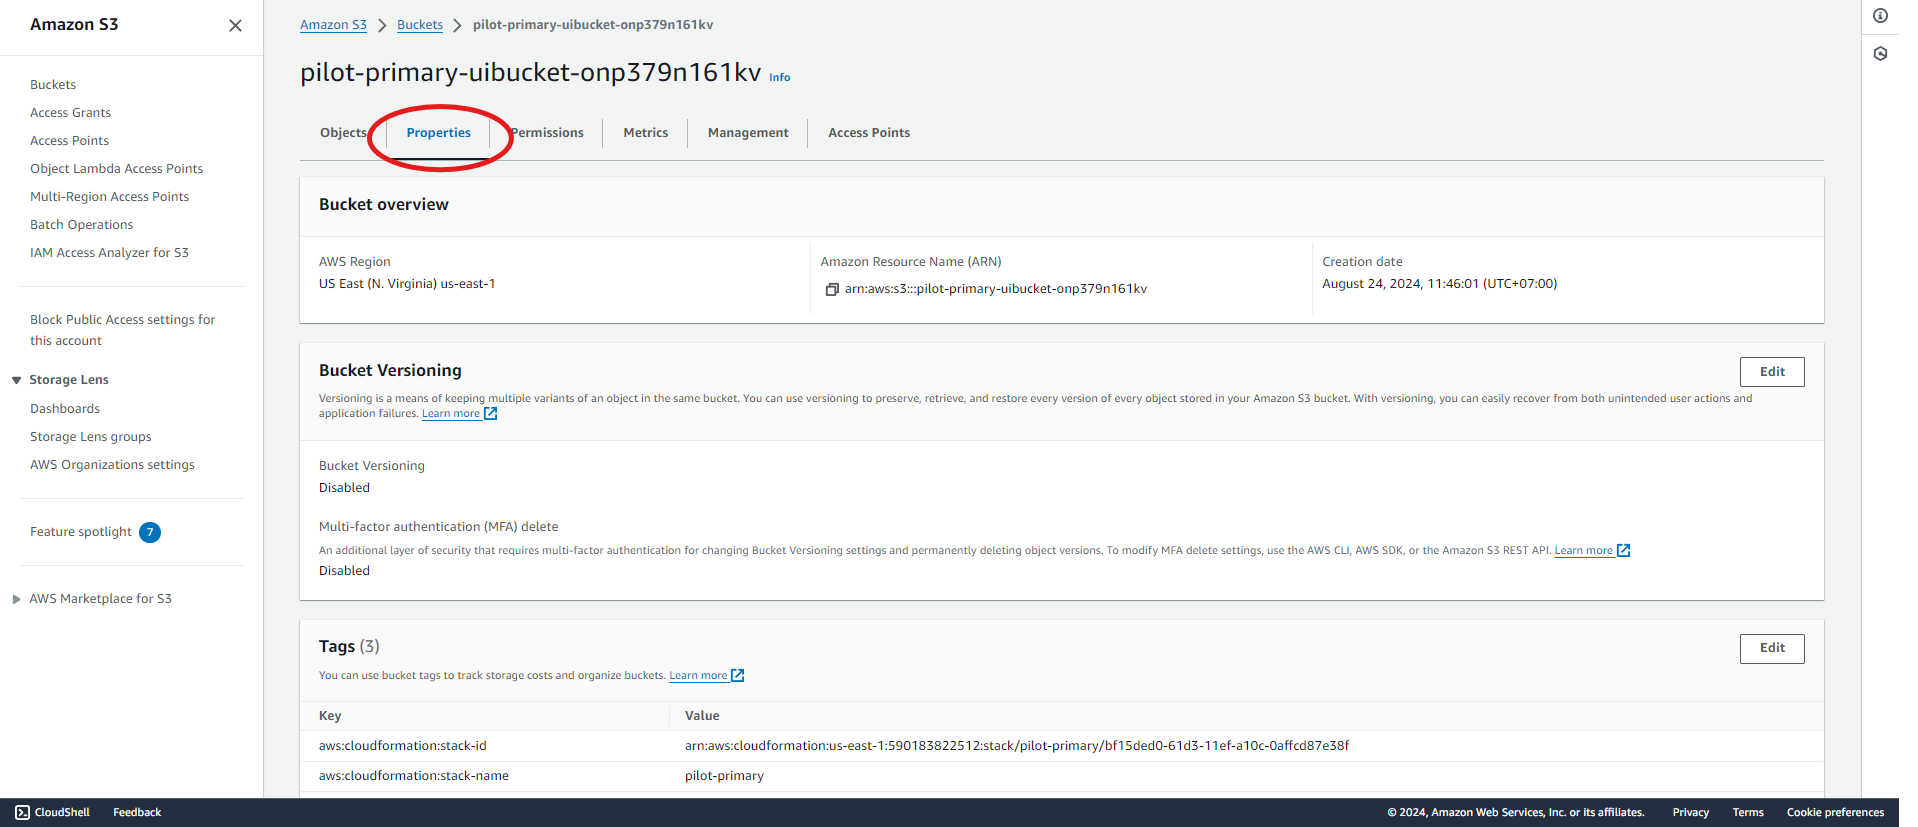 Amazon S3
Buckets
Access Grants
Access Points
Object Lambda Access Points
Multi-Region Access Points
Batch Operations
IAM Access Analyzer for S3
Block Public Access settings for
this account
Storage Lens
Dashboards
Storage Lens groups
AWS Organizations settings
Feature spotlight 7
AWS Marketplace for S3
Amazon S3 > Buckets > pilot-primary-uibucket-onp379n161kv
pilot-primary-uibucket-onp379n161kv Info
Objects Properties Permissions Metrics Management Access Points
Bucket overview
AWS Region
US East (N. Virginia) us-east-1
Amazon Resource Name (ARN)
arn:aws:s3:::pilot-primary-uibucket-onp379n161kv
Creation date
August 24, 2024, 11:46:01 (UTC+07:00)
Bucket Versioning
Edit
Versioning is a means of keeping multiple variants of an object in the same bucket. You can use versioning to preserve, retrieve, and restore every version of every object stored in your Amazon S3 bucket. With versioning, you can easily recover from both unintended user actions and
application failures. Learn more
Bucket Versioning
Disabled
Multi-factor authentication (MFA) delete
An additional layer of security that requires multi-factor authentication for changing Bucket Versioning settings and permanently deleting object versions. To modify MFA delete settings, use the AWS CLI, AWS SDK, or the Amazon S3 REST API. Learn more
Disabled
Tags (3)
Edit
You can use bucket tags to track storage costs and organize buckets. Learn more
Key Value
aws:cloudformation:stack-id arn:aws:cloudformation:us-east-1:590183822512:stack/pilot-primary/bf15ded0-61d3-11ef-a10c-0affcd87e38f
aws:cloudformation:stack-name pilot-primary
CloudShell Feedback © 2024, Amazon Web Services, Inc. or its affiliates. Privacy Terms Cookie preferences